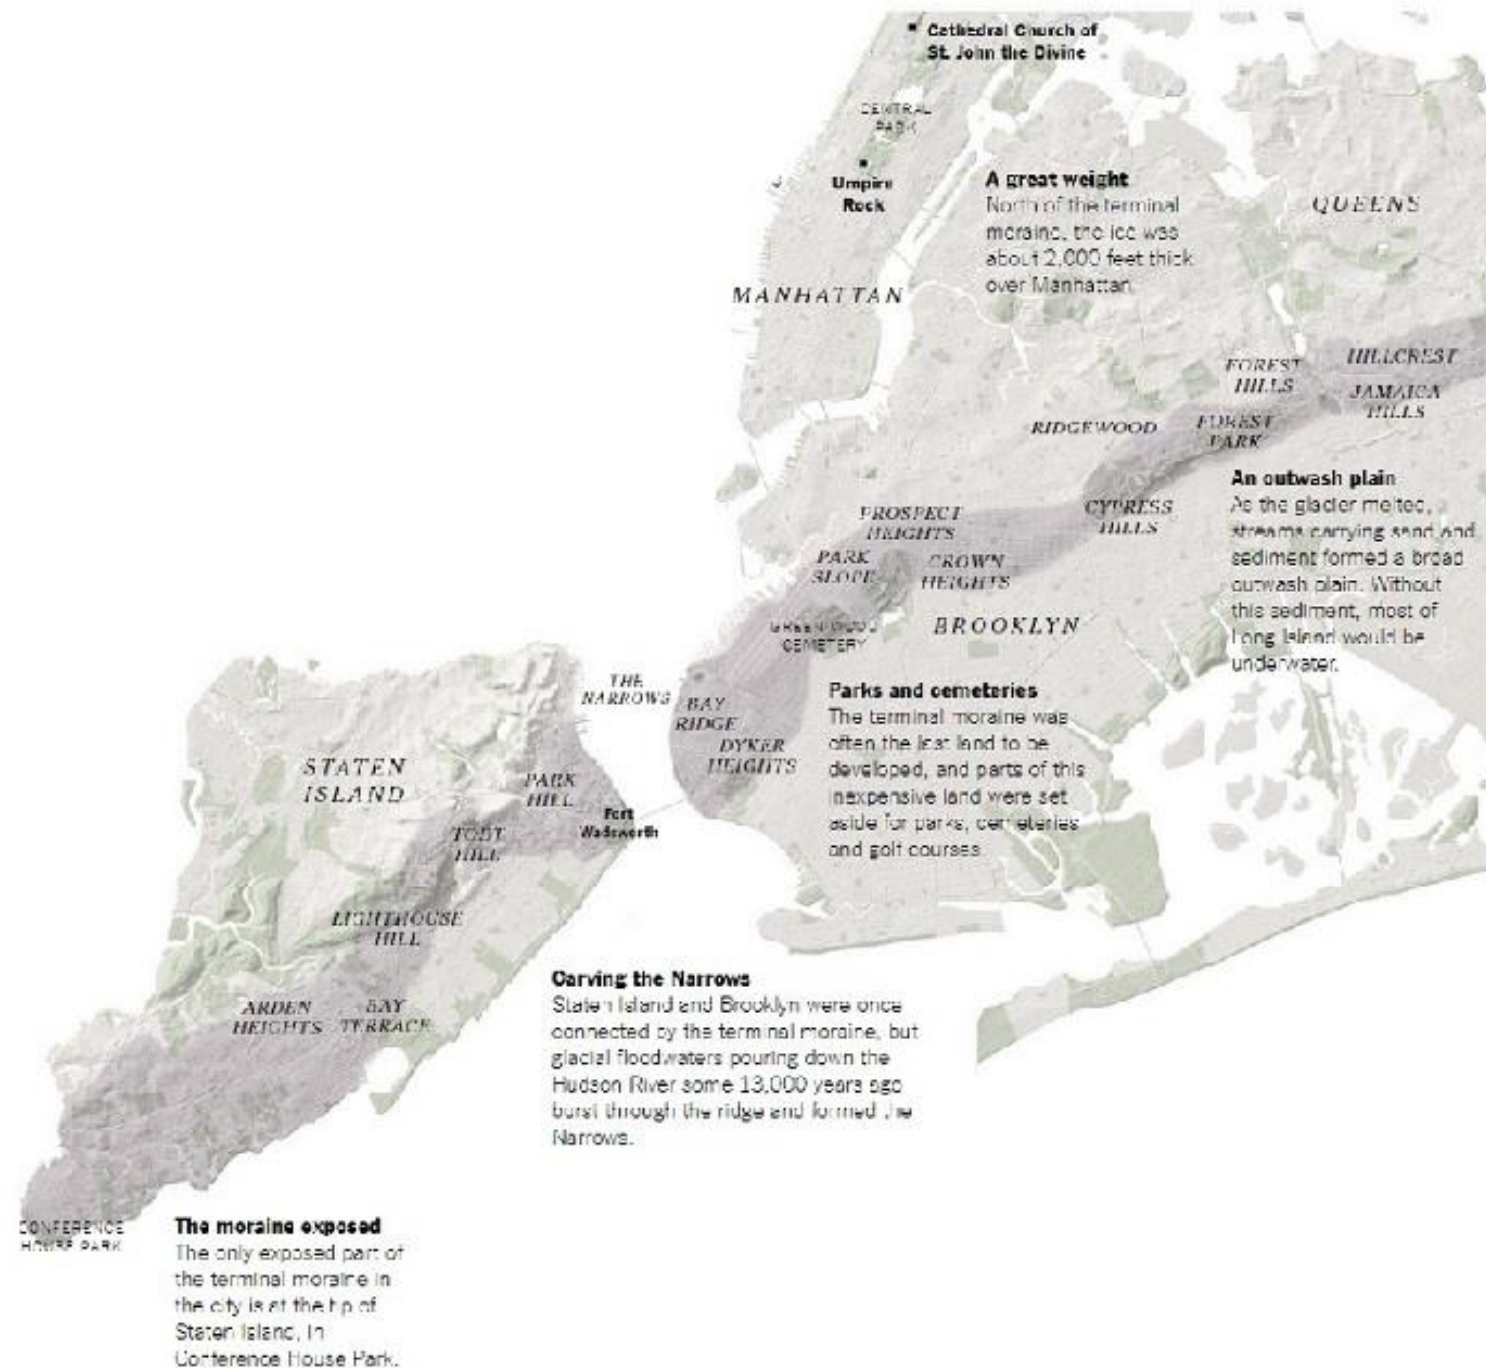 Cathedral Church of
St. John the Divine
CENTRAL
PARK
Umpire
Rock
A great weight
North of the terminal
moraine, the ice was
about 2,000 feet thick
over Manhattan.
QUEENS
MANHATTAN
FOREST
HILLS
HILLCREST
JAMAICA
HILLS
RIDGEWOOD
FOREST
PARK
An outwash plain
As the glacier melted,
streams carrying sand and
sediment formed a broad
outwash plain. Without
this sediment, most of
Long Island would be
underwater.
CYPRESS
HILLS
PROSPECT
HEIGHTS
PARK
SLOPE
CROWN
HEIGHTS
GREEN-WOOD
CEMETERY
BROOKLYN
THE
NARROWS
BAY
RIDGE
DYKER
HEIGHTS
Parks and cemeteries
The terminal moraine was
often the last land to be
developed, and parts of this
inexpensive land were set
aside for parks, cemeteries
and golf courses.
STATEN
ISLAND
PARK
HILL
Fort
Wadsworth
TODT
HILL
LIGHTHOUSE
HILL
ARDEN
HEIGHTS
BAY
TERRACE
Carving the Narrows
Staten Island and Brooklyn were once
connected by the terminal moraine, but
glacial floodwaters pouring down the
Hudson River some 13,000 years ago
burst through the ridge and formed the
Narrows.
CONFERENCE
HOUSE PARK
The moraine exposed
The only exposed part of
the terminal moraine in
the city is at the tip of
Staten Island, in
Conference House Park.